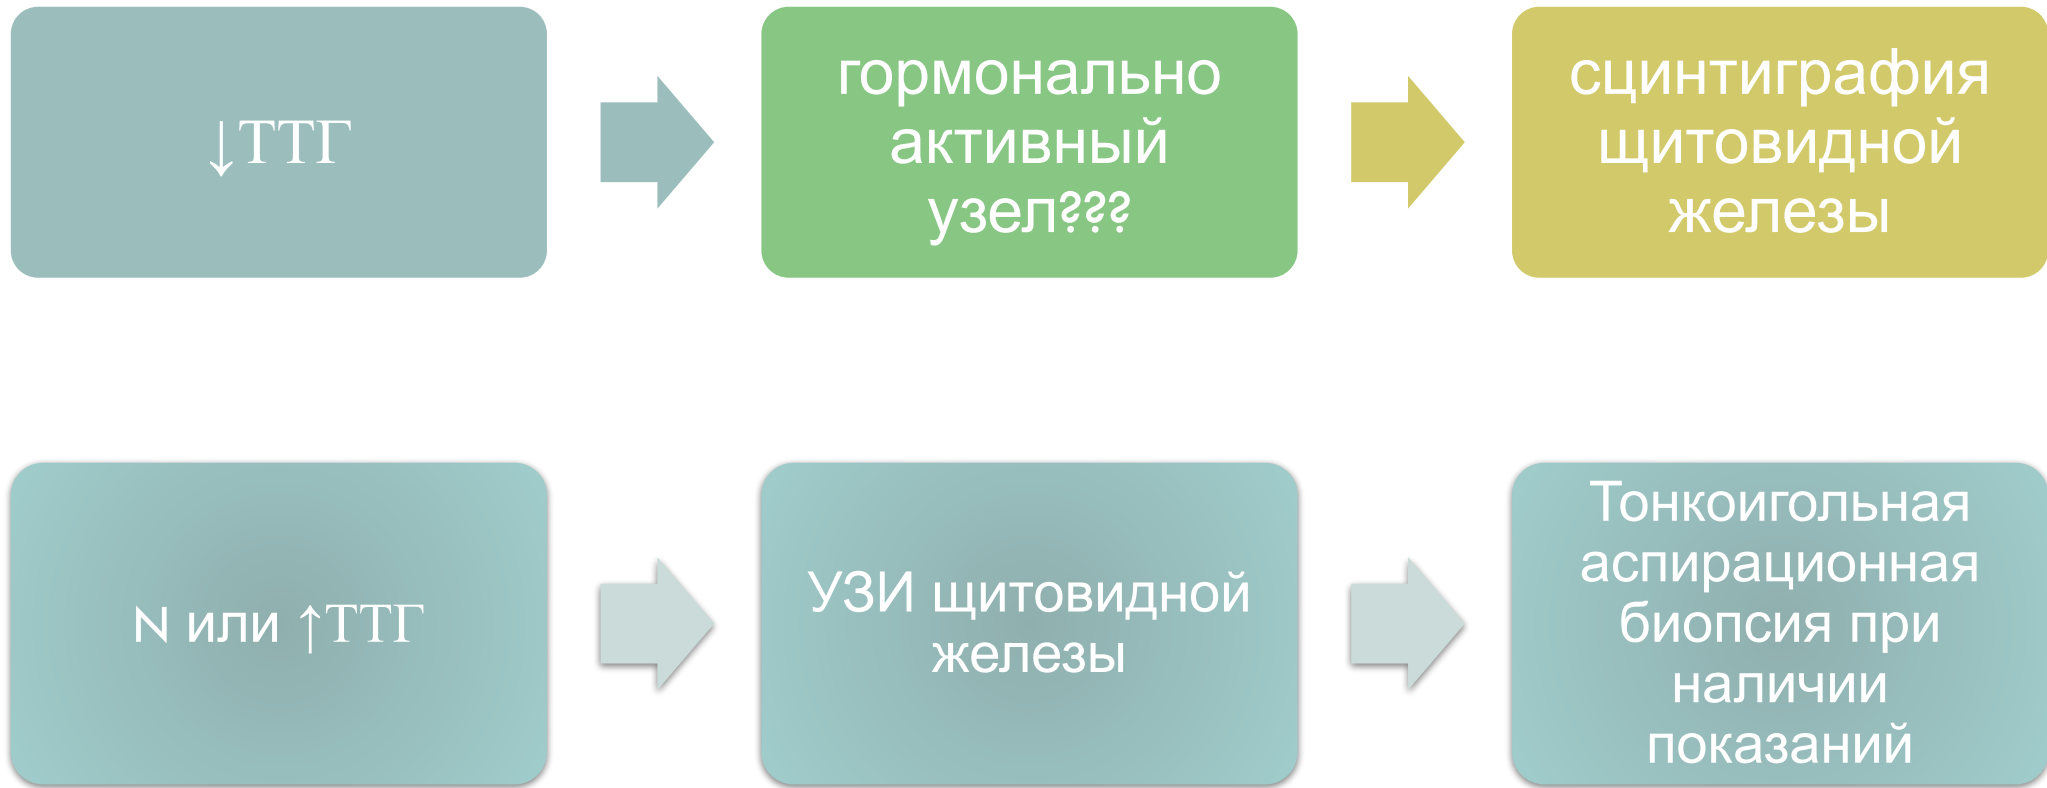 ↓ТТГ
гормонально
активный
узел???
сцинтиграфия
щитовидной
железы
N или ↑ТТГ
УЗИ щитовидной
железы
Тонкоигольная
аспирационная
биопсия при
наличии
показаний